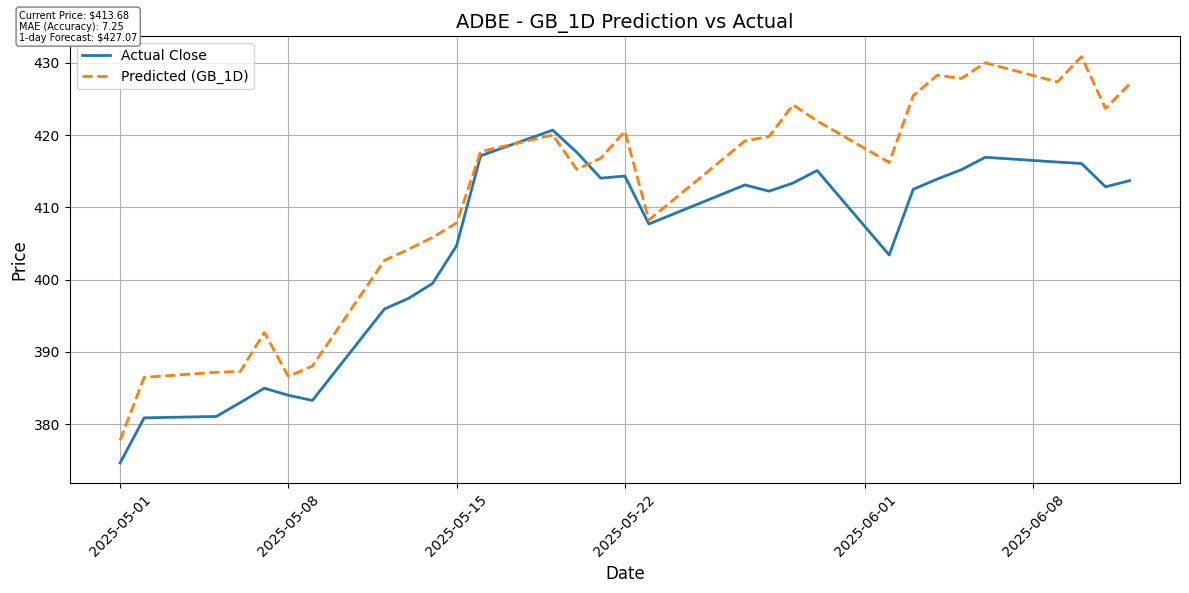 ADBE - GB_1D Prediction vs Actual
Current Price: $413.68
MAE (Accuracy): 7.25
1-day Forecast: $427.07
Actual Close
Predicted (GB_1D)
Price
430
420
410
400
390
380
2025-05-01
2025-05-08
2025-05-15
2025-05-22
2025-06-01
2025-06-08
Date